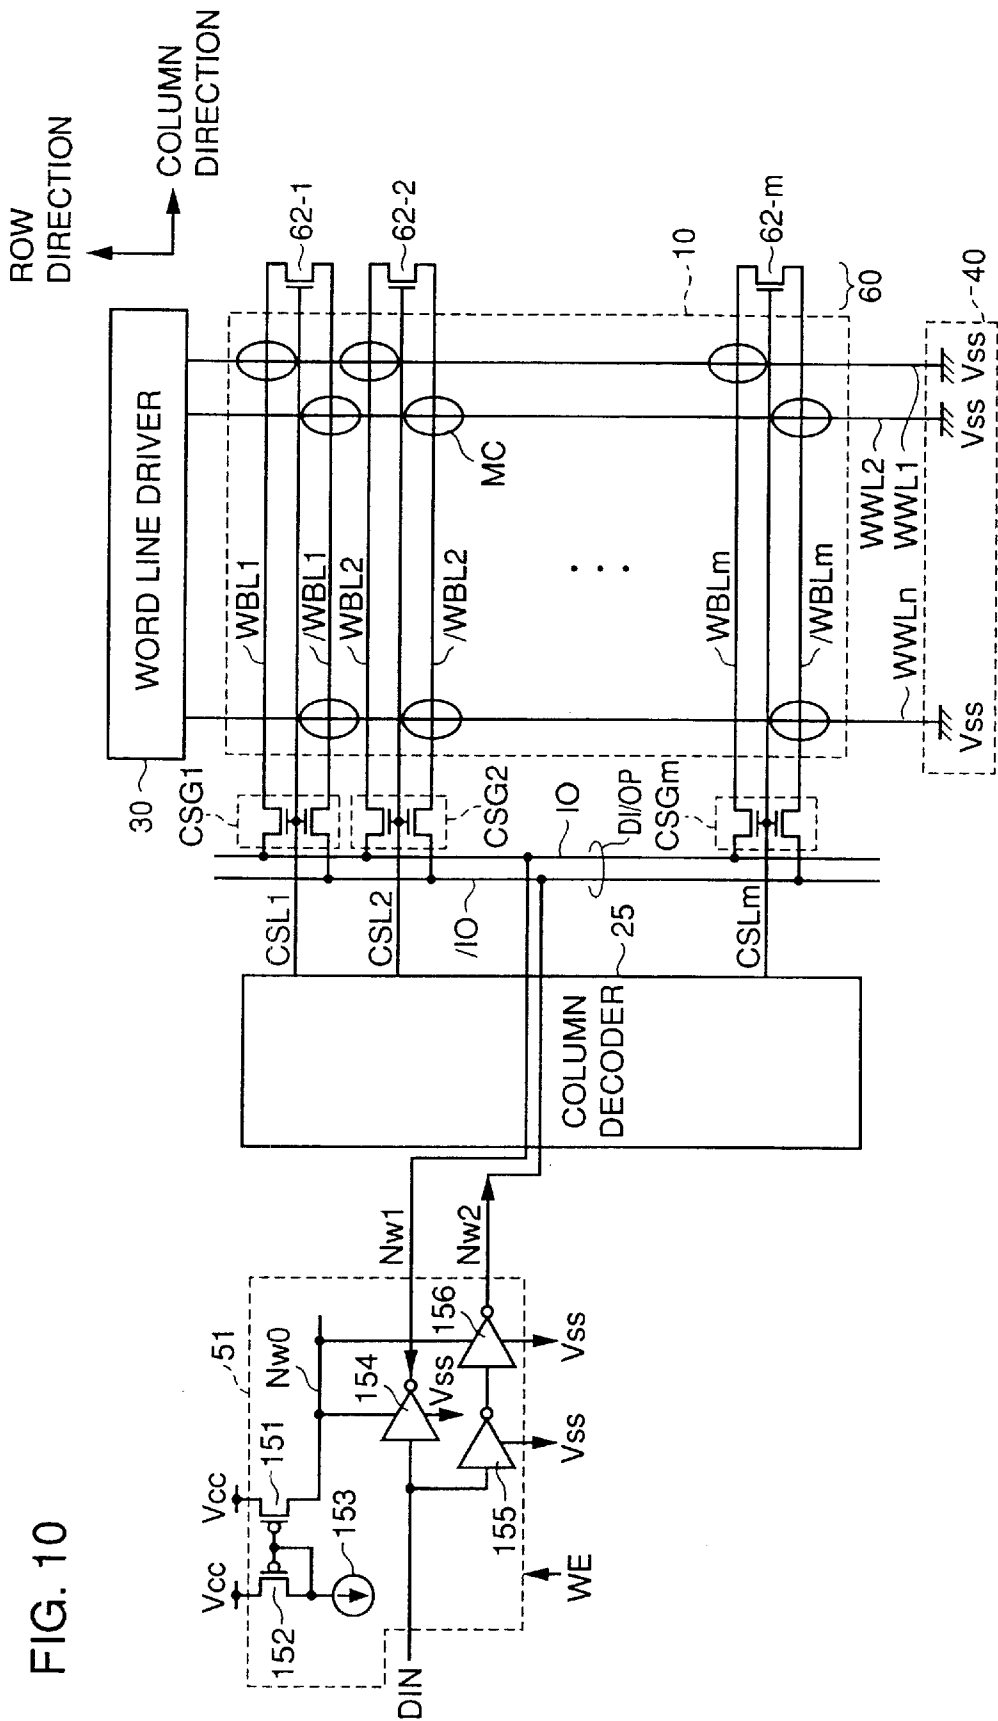 FIG. 10
ROW
DIRECTION
COLUMN
DIRECTION
WORD LINE DRIVER
30
CSG1
WBL1
/WBL1
WBL2
/WBL2
62-1
62-2
CSL1
CSL2
CSG2
MC
10
/IO
IO
DI/OP
25
COLUMN
DECODER
CSLm
CSGm
WBLm
/WBLm
62-m
60
WWLn
WWL2
WWL1
40
Vss
Vss
Vss
51
Vcc
Vcc
151
152
153
Nw0
154
Vss
Nw1
Nw2
155
156
Vss
Vss
DIN
WE